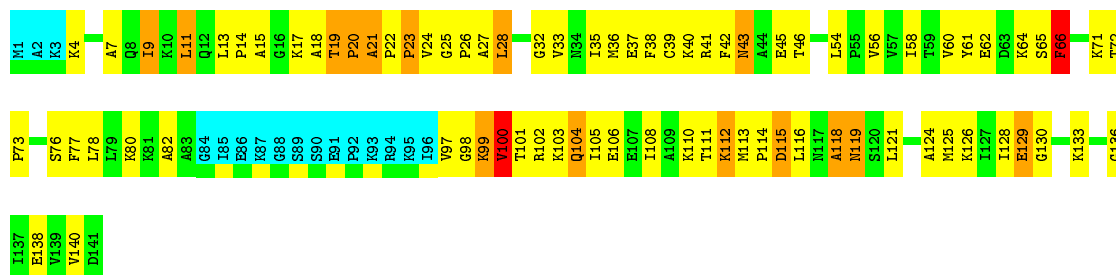 M1 A2 K3 K4 A7 Q8 I9 K10 L11 Q12 L13 P14 A15 G16 K17 A18 T19 P20 A21 P22 P23 V24 G25 P26 A27 L28 G32 V33 N34 I35 M36 E37 F38 C39 K40 R41 F42 N43 A44 E45 T46 L54 P55 V56 V57 I58 T59 V60 Y61 E62 D63 K64 S65 F66 K71 T72
P73 S76 F77 L78 L79 K80 K81 A82 A83 G84 I85 E86 K87 G88 S89 S90 E91 P92 K93 R94 K95 I96 V97 G98 K99 V100 T101 R102 K103 Q104 I105 E106 E107 I108 A109 K110 T111 K112 M113 P114 D115 L116 N117 A118 N119 S120 L121 A124 M125 K126 I127 I128 E129 G130 K133 G136
I137 E138 V139 V140 D141